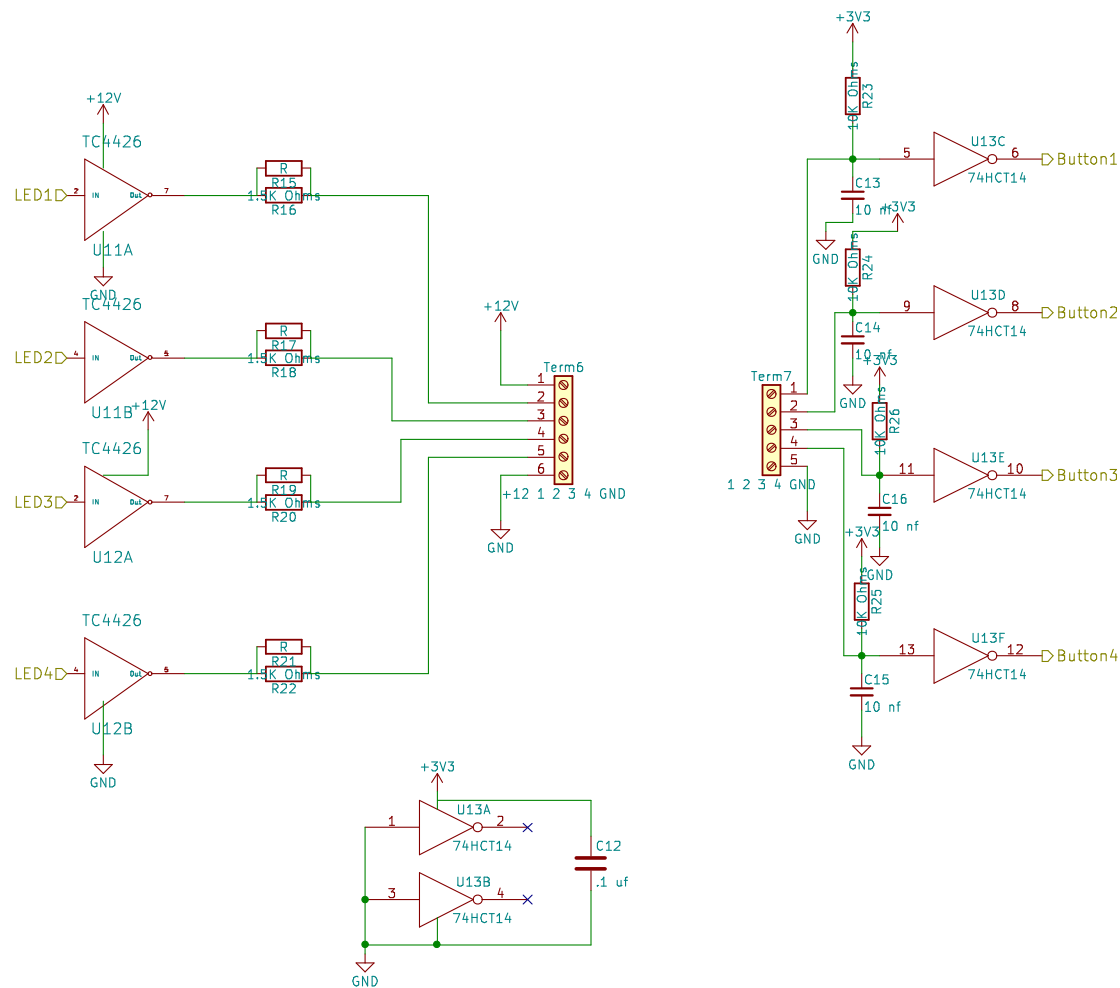 +12V
TC4426
LED1
2
IN
Out
7
U11A
GND
R
R15
1.5K Ohms
R16
TC4426
LED2
4
IN
Out
5
U11B
R
R17
1.5K Ohms
R18
+12V
TC4426
LED3
2
IN
Out
7
U12A
R
R19
1.5K Ohms
R20
TC4426
LED4
4
IN
Out
5
U12B
GND
R
R21
1.5K Ohms
R22
+12V
Term6
1
2
3
4
5
6
+12 1 2 3 4 GND
GND
+3V3
10K Ohms
R23
5
U13C
6
74HCT14
Button1
C13
10 nf
GND
+3V3
10K Ohms
R24
9
U13D
8
74HCT14
Button2
C14
10 nf
GND
Term7
1
2
3
4
5
1 2 3 4 GND
GND
+3V3
10K Ohms
R26
11
U13E
10
74HCT14
Button3
C16
10 nf
GND
+3V3
10K Ohms
R25
13
U13F
12
74HCT14
Button4
C15
10 nf
GND
+3V3
1
U13A
2
74HCT14
3
U13B
4
74HCT14
C12
.1 uf
GND